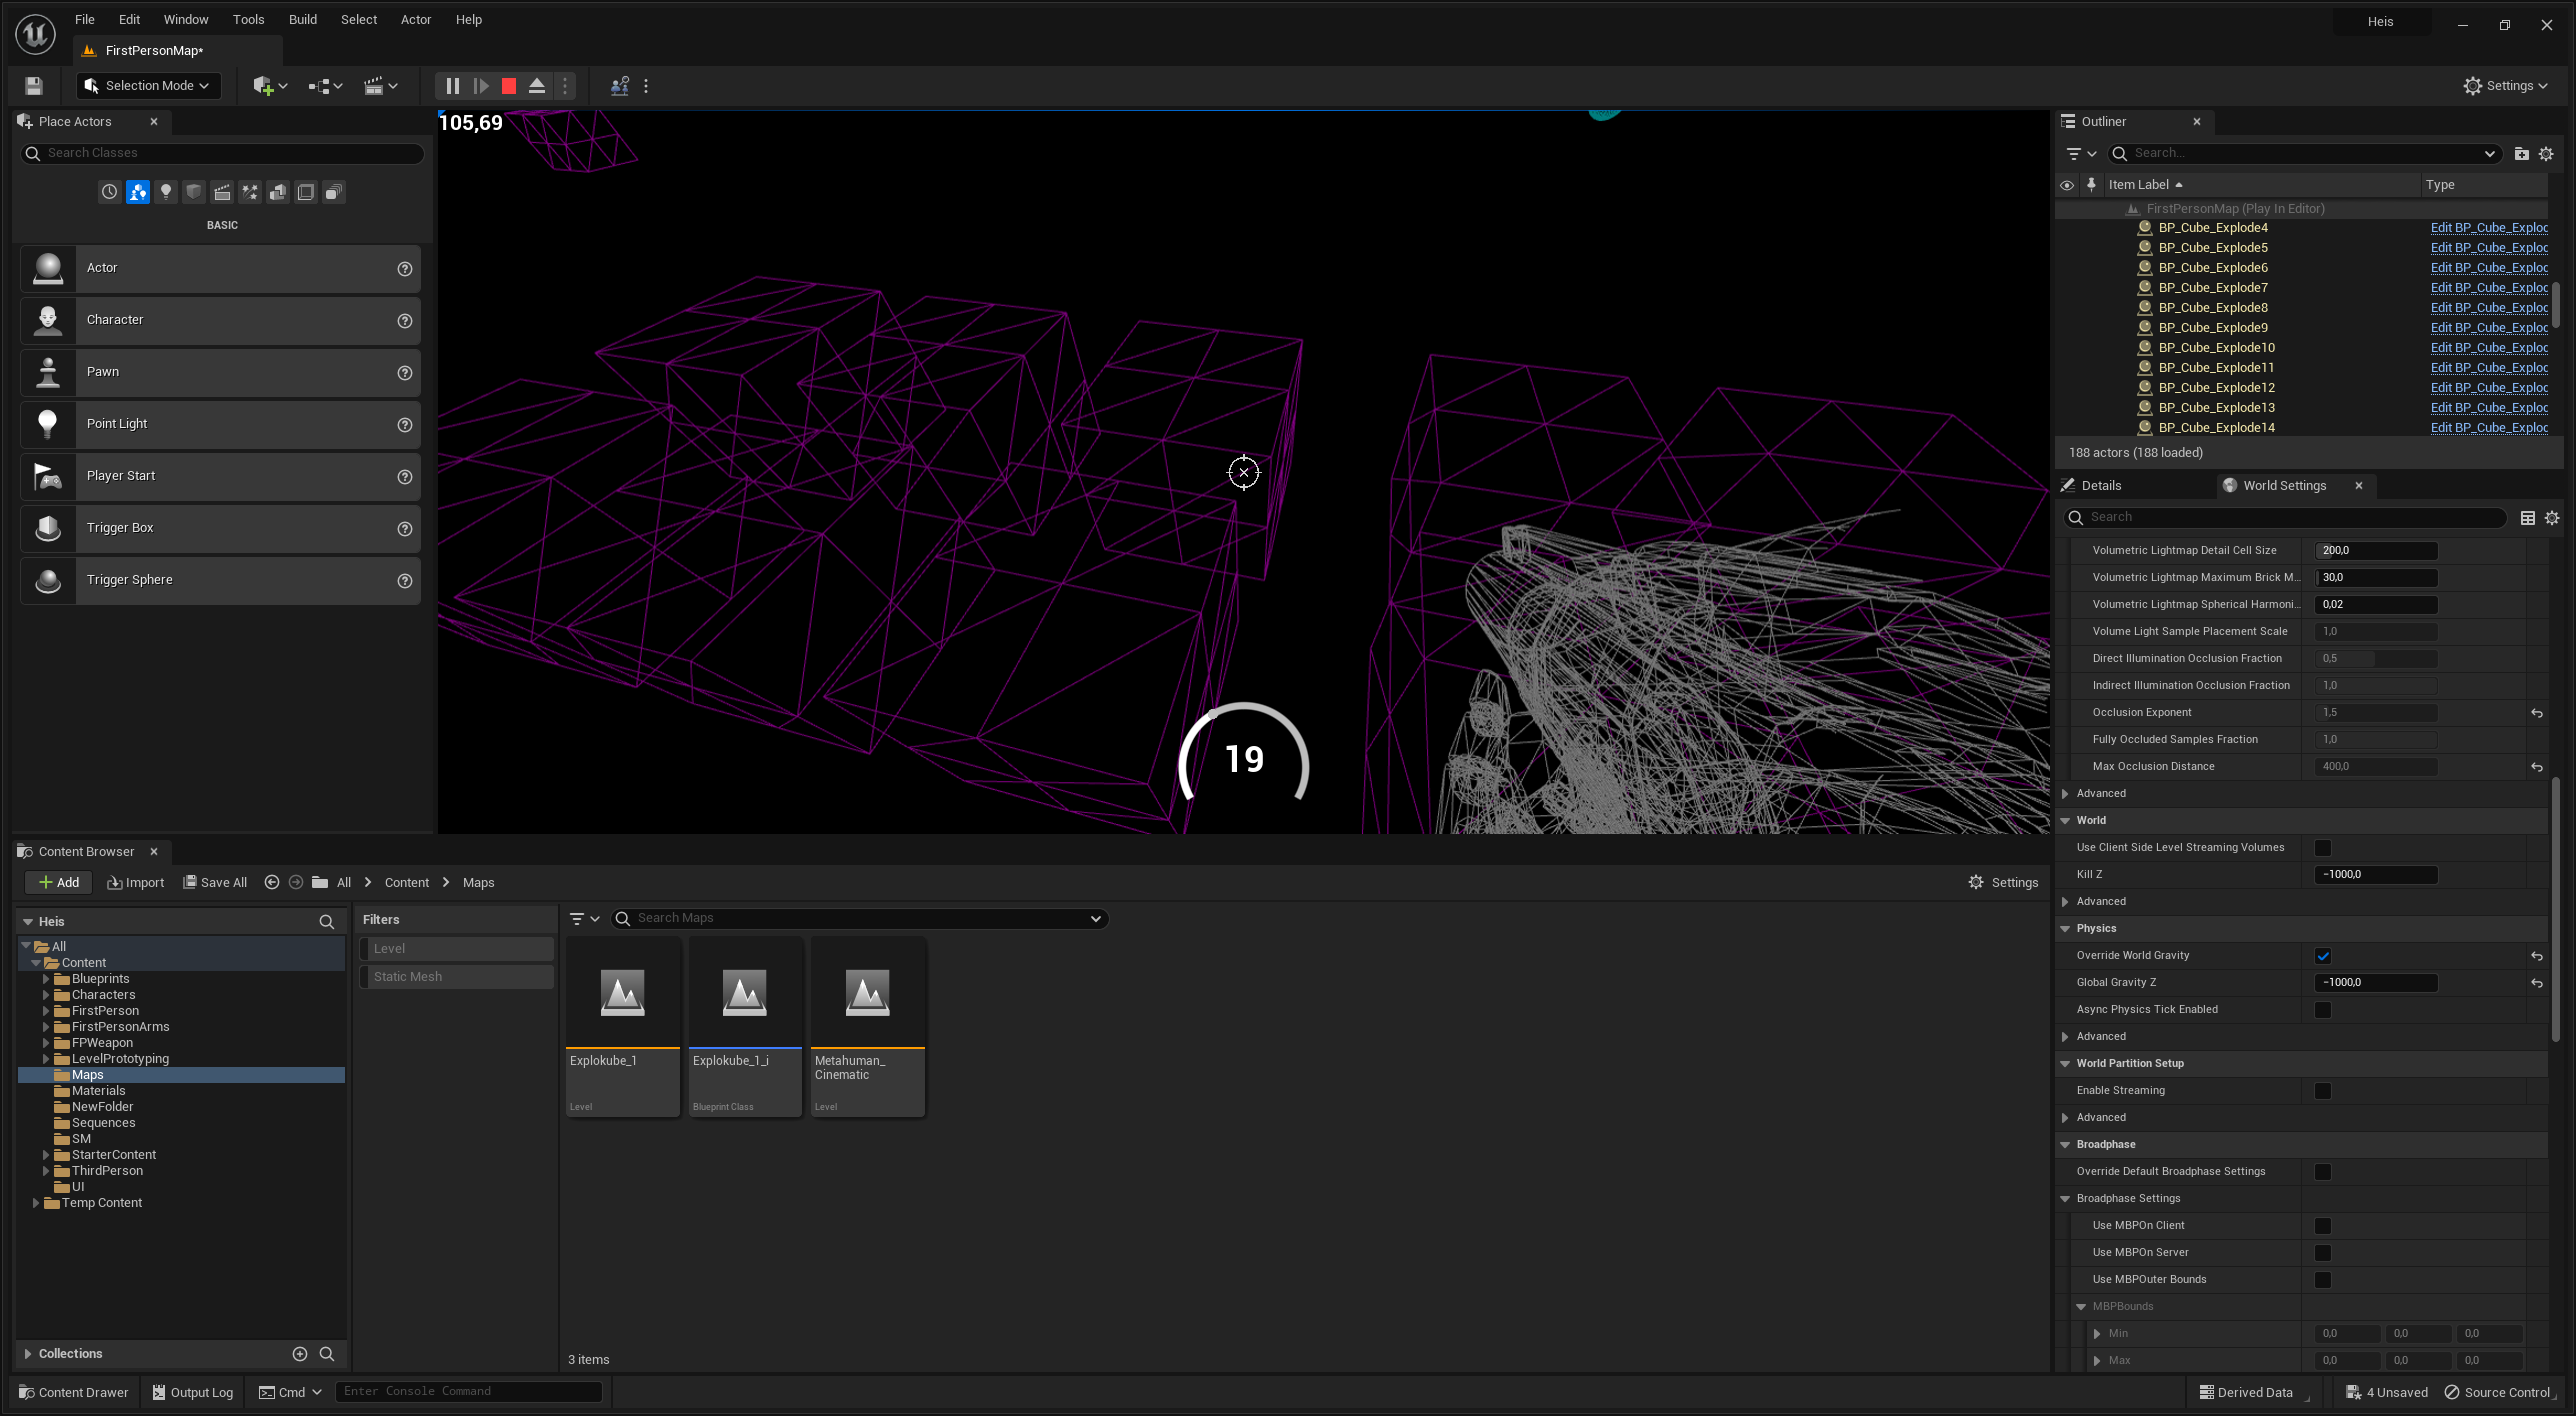 File Edit Window Tools Build Select Actor Help
Heis
FirstPersonMap*
Selection Mode
Settings
Place Actors
Search Classes
BASIC
Actor
Character
Pawn
Point Light
Player Start
Trigger Box
Trigger Sphere
105,69
19
Outliner
Search...
Item Label Type
FirstPersonMap (Play In Editor)
BP_Cube_Explode4 Edit BP_Cube_Exploc
BP_Cube_Explode5 Edit BP_Cube_Exploc
BP_Cube_Explode6 Edit BP_Cube_Exploc
BP_Cube_Explode7 Edit BP_Cube_Exploc
BP_Cube_Explode8 Edit BP_Cube_Exploc
BP_Cube_Explode9 Edit BP_Cube_Exploc
BP_Cube_Explode10 Edit BP_Cube_Exploc
BP_Cube_Explode11 Edit BP_Cube_Exploc
BP_Cube_Explode12 Edit BP_Cube_Exploc
BP_Cube_Explode13 Edit BP_Cube_Exploc
BP_Cube_Explode14 Edit BP_Cube_Exploc
188 actors (188 loaded)
Details World Settings
Search
Volumetric Lightmap Detail Cell Size 200,0
Volumetric Lightmap Maximum Brick M... 30,0
Volumetric Lightmap Spherical Harmoni... 0,02
Volume Light Sample Placement Scale 1,0
Direct Illumination Occlusion Fraction 0,5
Indirect Illumination Occlusion Fraction 1,0
Occlusion Exponent 1,5
Fully Occluded Samples Fraction 1,0
Max Occlusion Distance 400,0
Advanced
World
Use Client Side Level Streaming Volumes
Kill Z -1000,0
Advanced
Physics
Override World Gravity
Global Gravity Z -1000,0
Async Physics Tick Enabled
Advanced
World Partition Setup
Enable Streaming
Advanced
Broadphase
Override Default Broadphase Settings
Broadphase Settings
Use MBPOn Client
Use MBPOn Server
Use MBPOuter Bounds
MBPBounds
Min 0,0 0,0 0,0
Max 0,0 0,0 0,0
Content Browser
Add Import Save All All > Content > Maps
Settings
Heis
All
Content
Blueprints
Characters
FirstPerson
FirstPersonArms
FPWeapon
LevelPrototyping
Maps
Materials
NewFolder
Sequences
SM
StarterContent
ThirdPerson
UI
Temp Content
Collections
Filters
Level
Static Mesh
Search Maps
Explokube_1
Level
Explokube_1_i
Blueprint Class
Metahuman_
Cinematic
Level
3 items
Content Drawer Output Log Cmd Enter Console Command
Derived Data 4 Unsaved Source Control